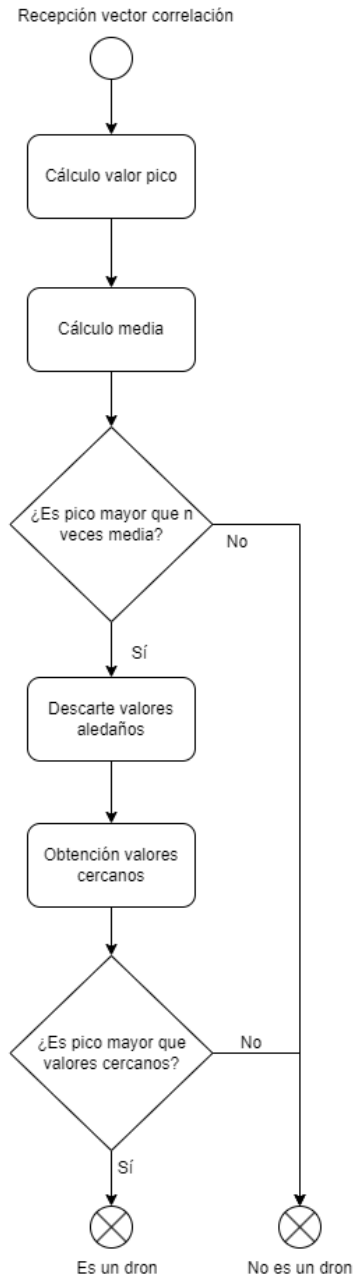 Recepción vector correlación
Cálculo valor pico
Cálculo media
¿Es pico mayor que n
veces media?
No
Sí
Descarte valores
aledaños
Obtención valores
cercanos
¿Es pico mayor que
valores cercanos?
No
Sí
Es un dron
No es un dron